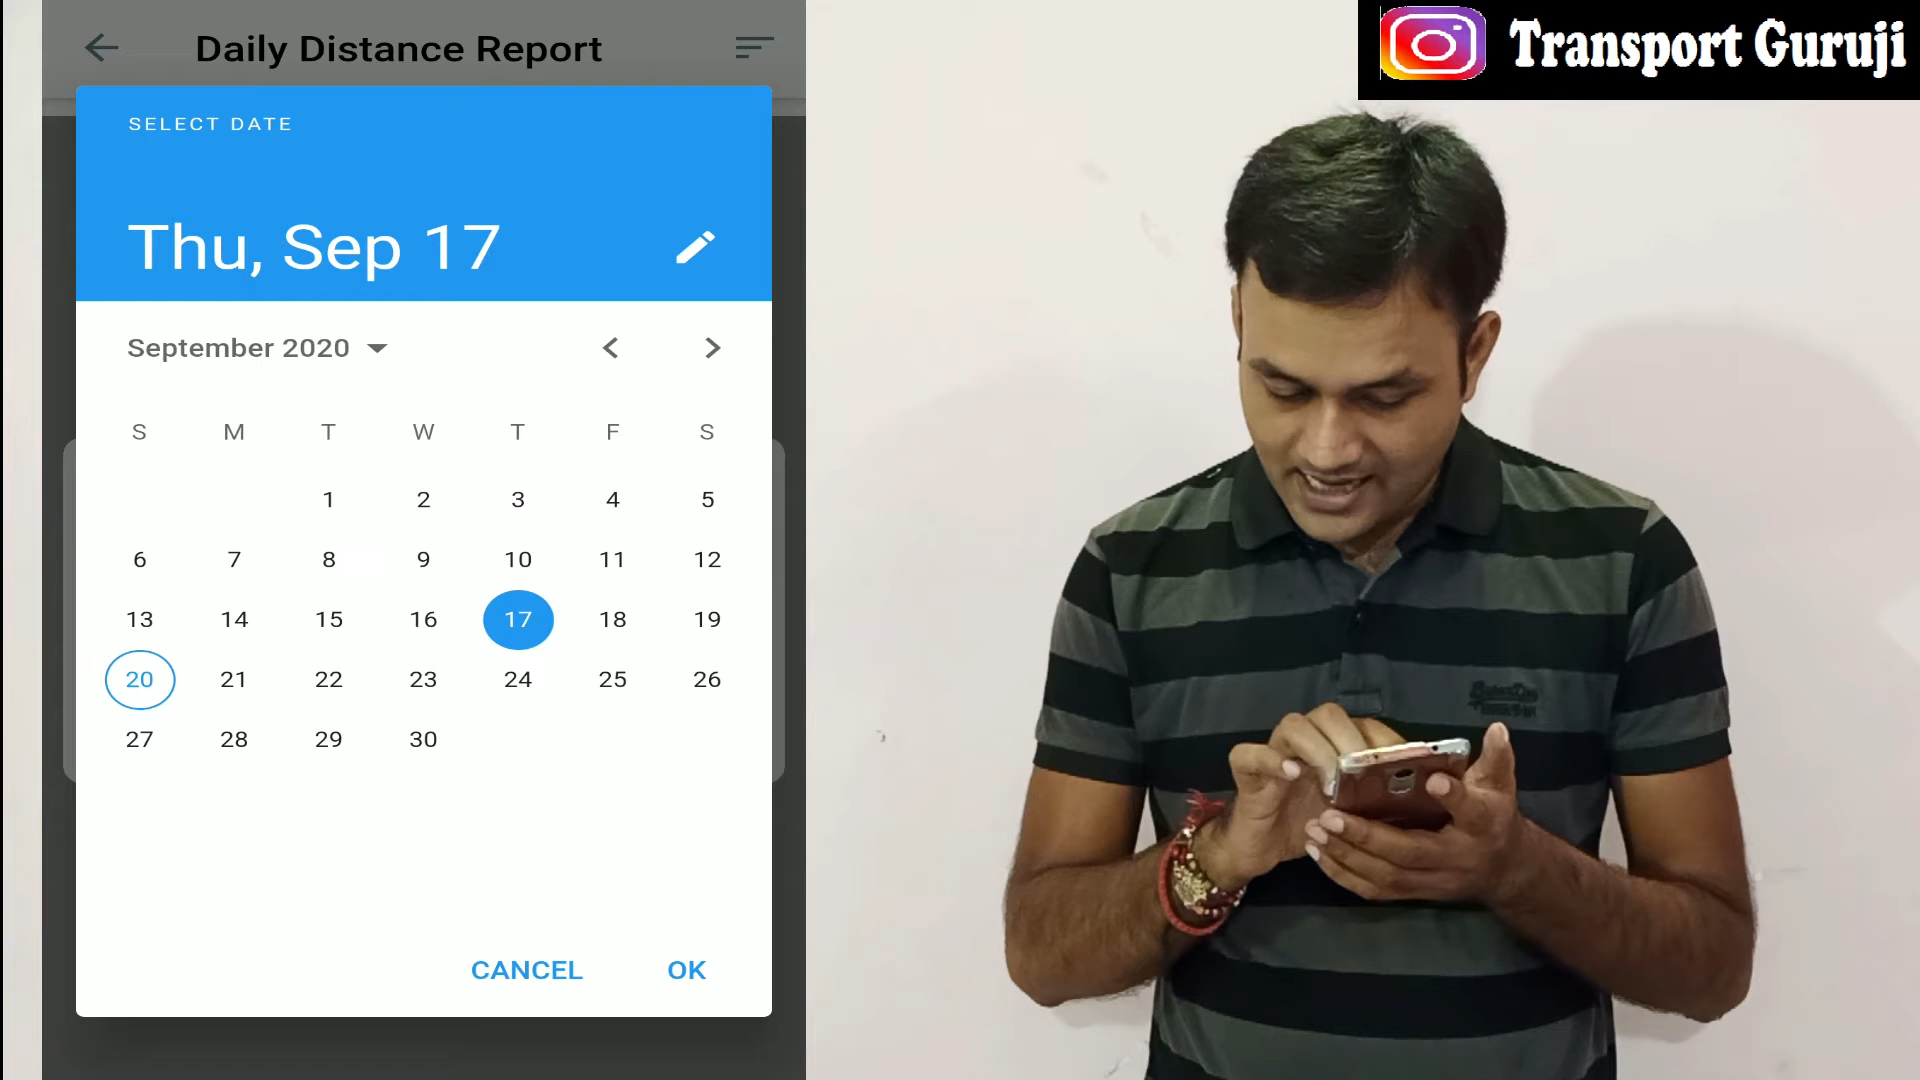 Daily Distance Report
SELECT DATE
Thu, Sep 17
September 2020
S M T W T F S
1 2 3 4 5
6 7 8 9 10 11 12
13 14 15 16 17 18 19
20 21 22 23 24 25 26
27 28 29 30
CANCEL OK
Transport Guruji